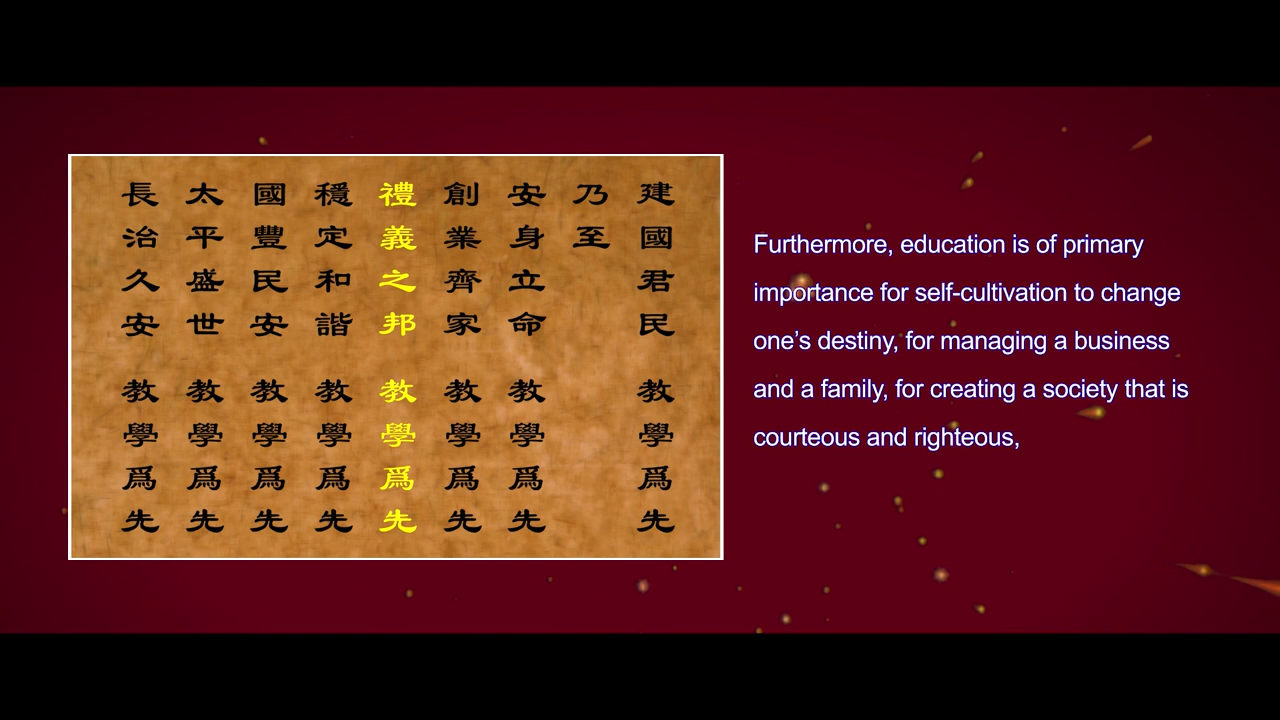 建國君民 教學爲先
乃至
安身立命 教學爲先
創業齊家 教學爲先
禮義之邦 教學爲先
穩定和諧 教學爲先
國豐民安 教學爲先
太平盛世 教學爲先
長治久安 教學爲先
Furthermore, education is of primary
importance for self-cultivation to change
one’s destiny, for managing a business
and a family, for creating a society that is
courteous and righteous,